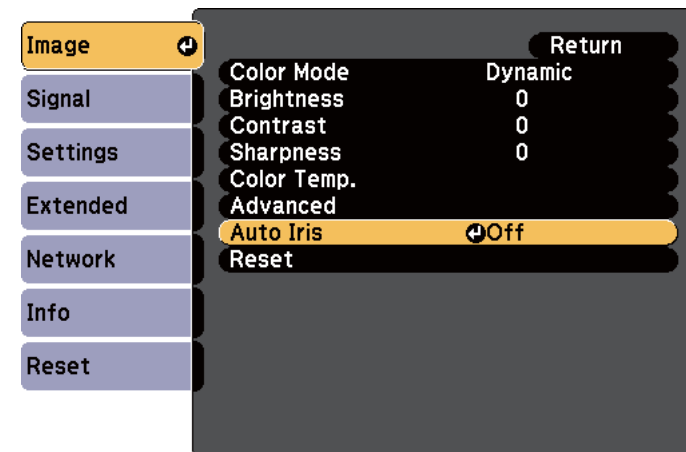 Image
Signal
Settings
Extended
Network
Info
Reset
Return
Color Mode Dynamic
Brightness 0
Contrast 0
Sharpness 0
Color Temp.
Advanced
Auto Iris Off
Reset